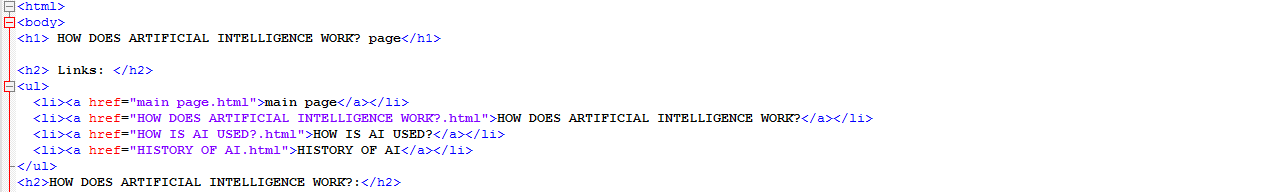 <html>
<body>
<h1> HOW DOES ARTIFICIAL INTELLIGENCE WORK? page</h1>
<h2> Links: </h2>
<ul>
<li><a href="main page.html">main page</a></li>
<li><a href="HOW DOES ARTIFICIAL INTELLIGENCE WORK?.html">HOW DOES ARTIFICIAL INTELLIGENCE WORK?</a></li>
<li><a href="HOW IS AI USED?.html">HOW IS AI USED?</a></li>
<li><a href="HISTORY OF AI.html">HISTORY OF AI</a></li>
</ul>
<h2>HOW DOES ARTIFICIAL INTELLIGENCE WORK?:</h2>